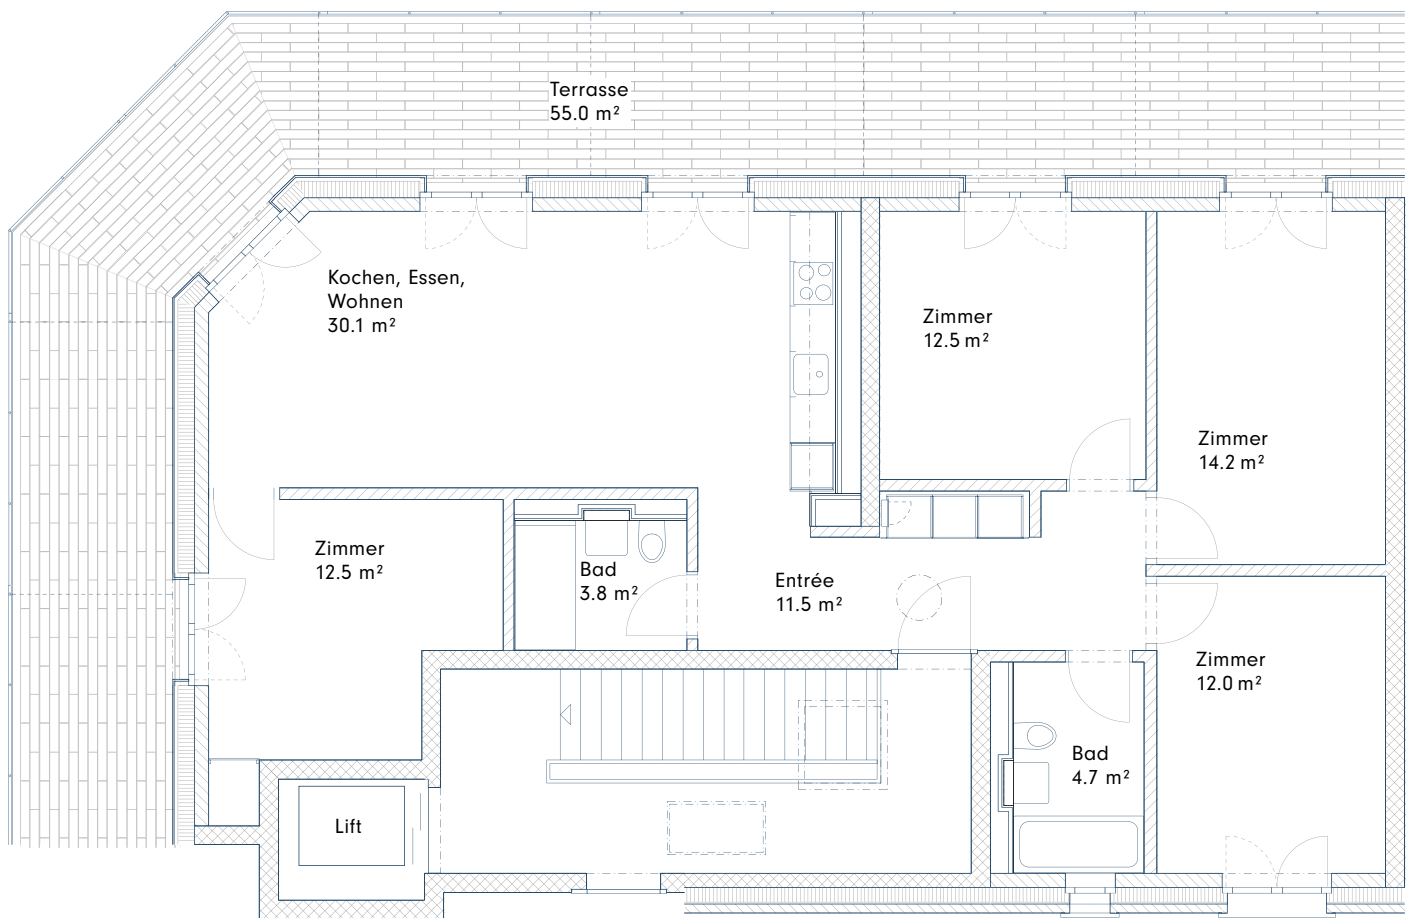 Terrasse
55.0 m²
Kochen, Essen,
Wohnen
30.1 m²
Zimmer
12.5 m²
Zimmer
14.2 m²
Zimmer
12.5 m²
Bad
3.8 m²
Entrée
11.5 m²
Zimmer
12.0 m²
Bad
4.7 m²
Lift